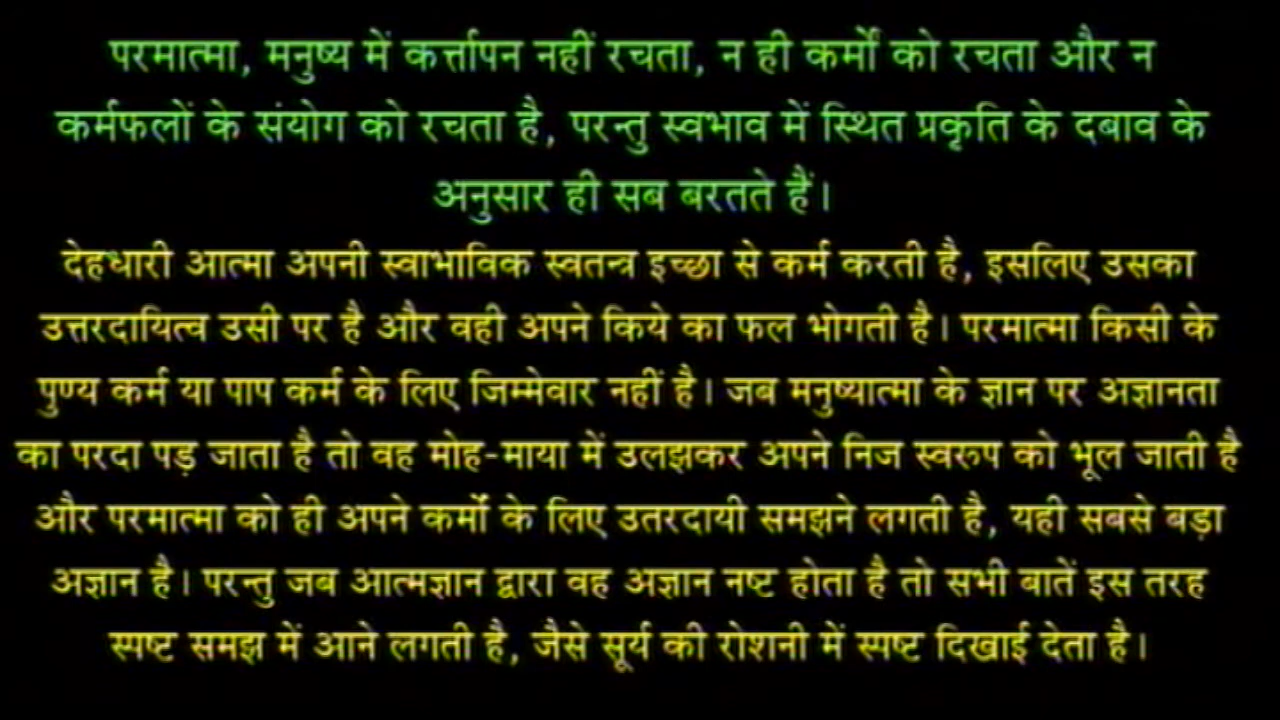 परमात्मा, मनुष्य में कर्त्तापन नहीं रचता, न ही कर्मों को रचता और न
कर्मफलों के संयोग को रचता है, परन्तु स्वभाव में स्थित प्रकृति के दबाव के
अनुसार ही सब बरतते हैं।
देहधारी आत्मा अपनी स्वाभाविक स्वतन्त्र इच्छा से कर्म करती है, इसलिए उसका
उत्तरदायित्व उसी पर है और वही अपने किये का फल भोगती है। परमात्मा किसी के
पुण्य कर्म या पाप कर्म के लिए जिम्मेवार नहीं है। जब मनुष्यात्मा के ज्ञान पर अज्ञानता
का परदा पड़ जाता है तो वह मोह-माया में उलझकर अपने निज स्वरूप को भूल जाती है
और परमात्मा को ही अपने कर्मों के लिए उतरदायी समझने लगती है, यही सबसे बड़ा
अज्ञान है। परन्तु जब आत्मज्ञान द्वारा वह अज्ञान नष्ट होता है तो सभी बातें इस तरह
स्पष्ट समझ में आने लगती है, जैसे सूर्य की रोशनी में स्पष्ट दिखाई देता है।